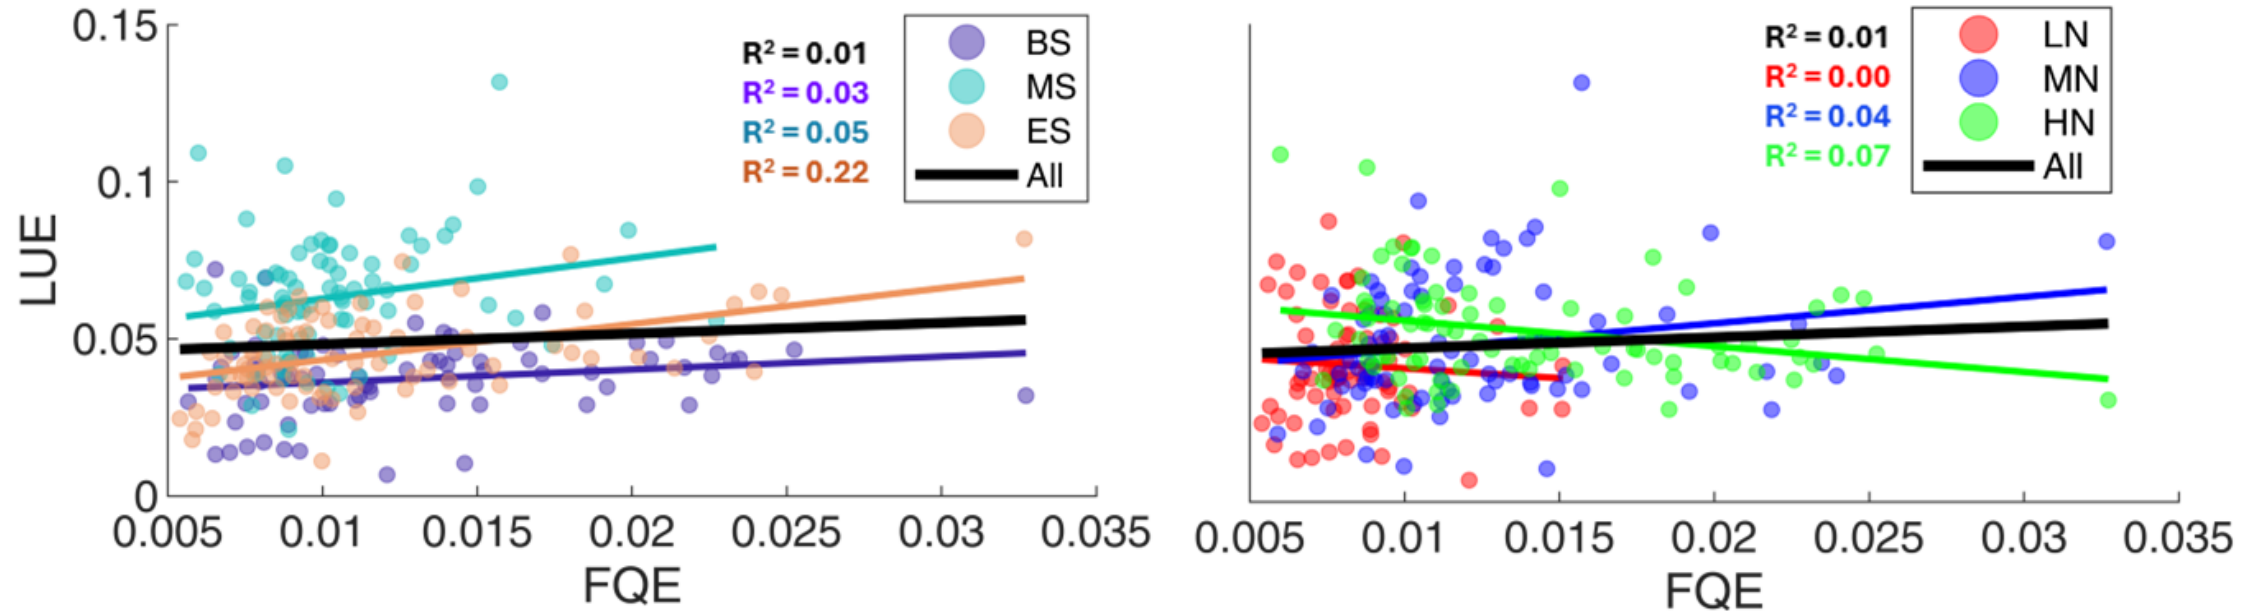 0.15
0.1
0.05
0
LUE
0.005 0.01 0.015 0.02 0.025 0.03 0.035
FQE
R² = 0.01
R² = 0.03
R² = 0.05
R² = 0.22
BS
MS
ES
All
R² = 0.01
R² = 0.00
R² = 0.04
R² = 0.07
LN
MN
HN
All
0.005 0.01 0.015 0.02 0.025 0.03 0.035
FQE